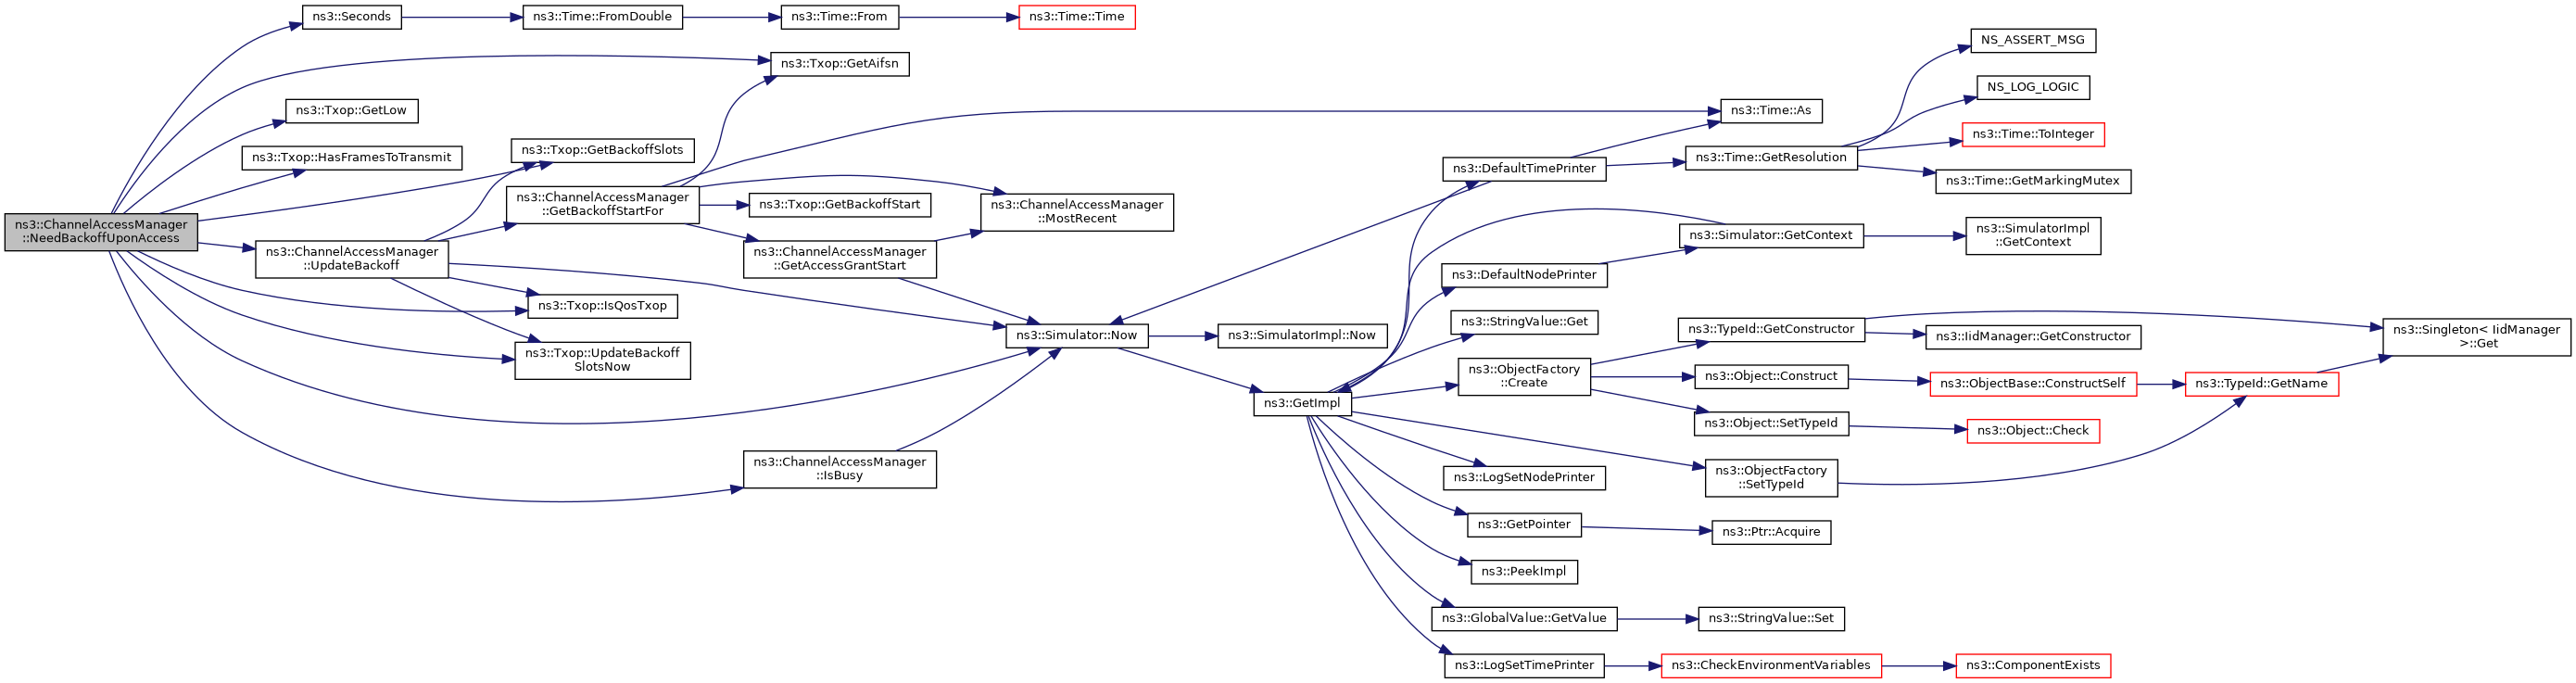 ns3::Seconds
ns3::Time::FromDouble
ns3::Time::From
ns3::Time::Time
NS_ASSERT_MSG
ns3::Txop::GetAifsn
NS_LOG_LOGIC
ns3::Txop::GetLow
ns3::Time::As
ns3::Time::ToInteger
ns3::Txop::HasFramesToTransmit
ns3::Txop::GetBackoffSlots
ns3::DefaultTimePrinter
ns3::Time::GetResolution
ns3::Time::GetMarkingMutex
ns3::ChannelAccessManager
::GetBackoffStartFor
ns3::Txop::GetBackoffStart
ns3::ChannelAccessManager
::MostRecent
ns3::ChannelAccessManager
::NeedBackoffUponAccess
ns3::Simulator::GetContext
ns3::SimulatorImpl
::GetContext
ns3::ChannelAccessManager
::UpdateBackoff
ns3::ChannelAccessManager
::GetAccessGrantStart
ns3::DefaultNodePrinter
ns3::Txop::IsQosTxop
ns3::StringValue::Get
ns3::Simulator::Now
ns3::SimulatorImpl::Now
ns3::TypeId::GetConstructor
ns3::IidManager::GetConstructor
ns3::Singleton< IidManager
>::Get
ns3::Txop::UpdateBackoff
SlotsNow
ns3::ObjectFactory
::Create
ns3::Object::Construct
ns3::ObjectBase::ConstructSelf
ns3::TypeId::GetName
ns3::GetImpl
ns3::Object::SetTypeId
ns3::Object::Check
ns3::ChannelAccessManager
::IsBusy
ns3::LogSetNodePrinter
ns3::ObjectFactory
::SetTypeId
ns3::GetPointer
ns3::Ptr::Acquire
ns3::PeekImpl
ns3::GlobalValue::GetValue
ns3::StringValue::Set
ns3::LogSetTimePrinter
ns3::CheckEnvironmentVariables
ns3::ComponentExists